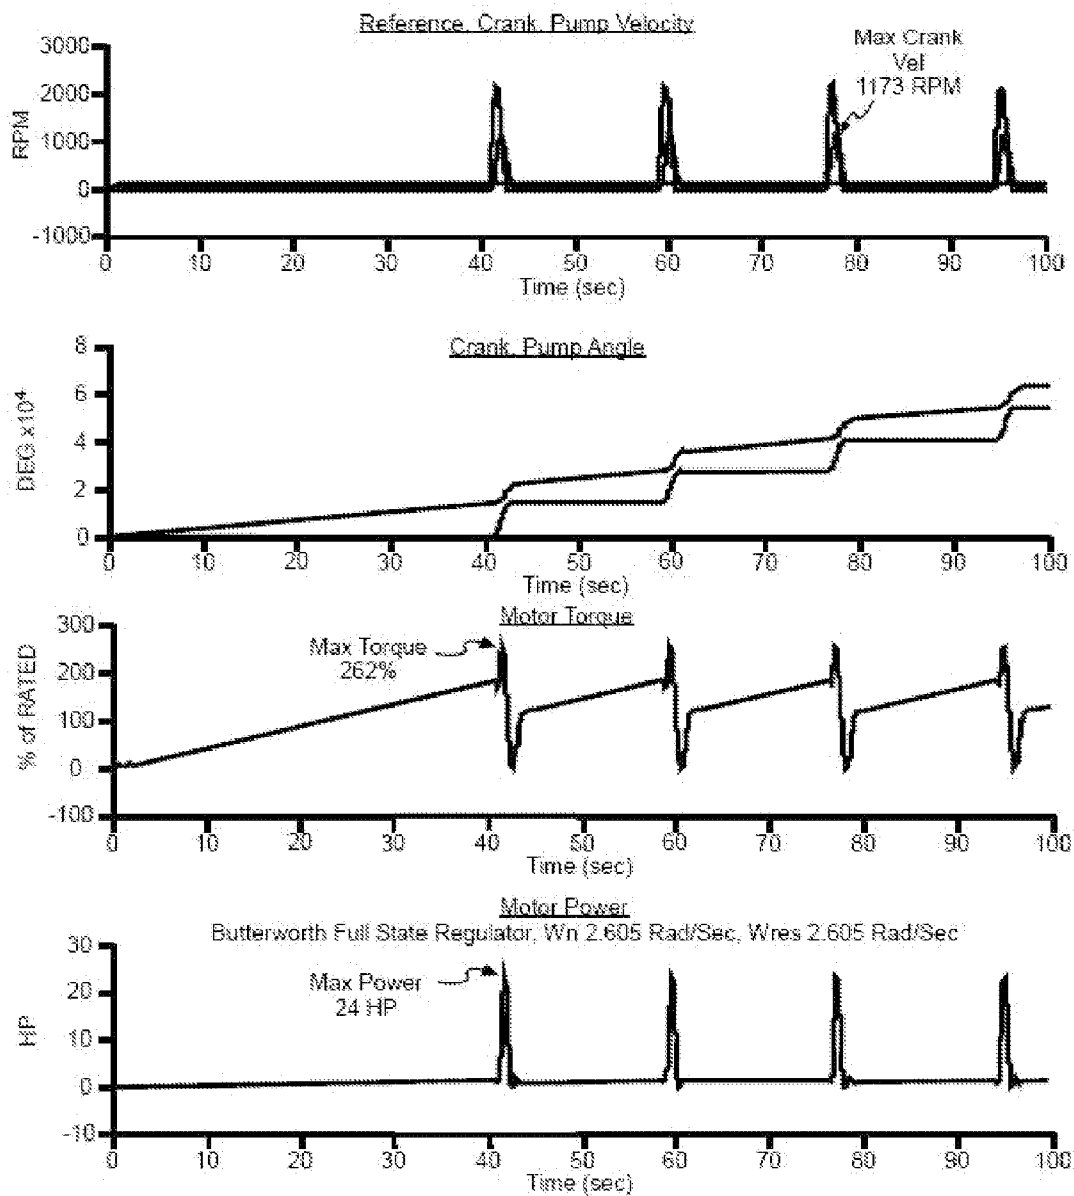 Reference, Crank, Pump Velocity
Max Crank
Vel
1173 RPM
RPM
3000
2000
1000
0
-1000
0 10 20 30 40 50 60 70 80 90 100
Time (sec)
Crank, Pump Angle
DEG x10⁴
8
6
4
2
0
0 10 20 30 40 50 60 70 80 90 100
Time (sec)
Motor Torque
Max Torque
262%
% of RATED
300
200
100
0
-100
0 10 20 30 40 50 60 70 80 90 100
Time (sec)
Motor Power
Butterworth Full State Regulator, Wn 2.605 Rad/Sec, Wres 2.605 Rad/Sec
Max Power
24 HP
HP
30
20
10
0
-10
0 10 20 30 40 50 60 70 80 90 100
Time (sec)